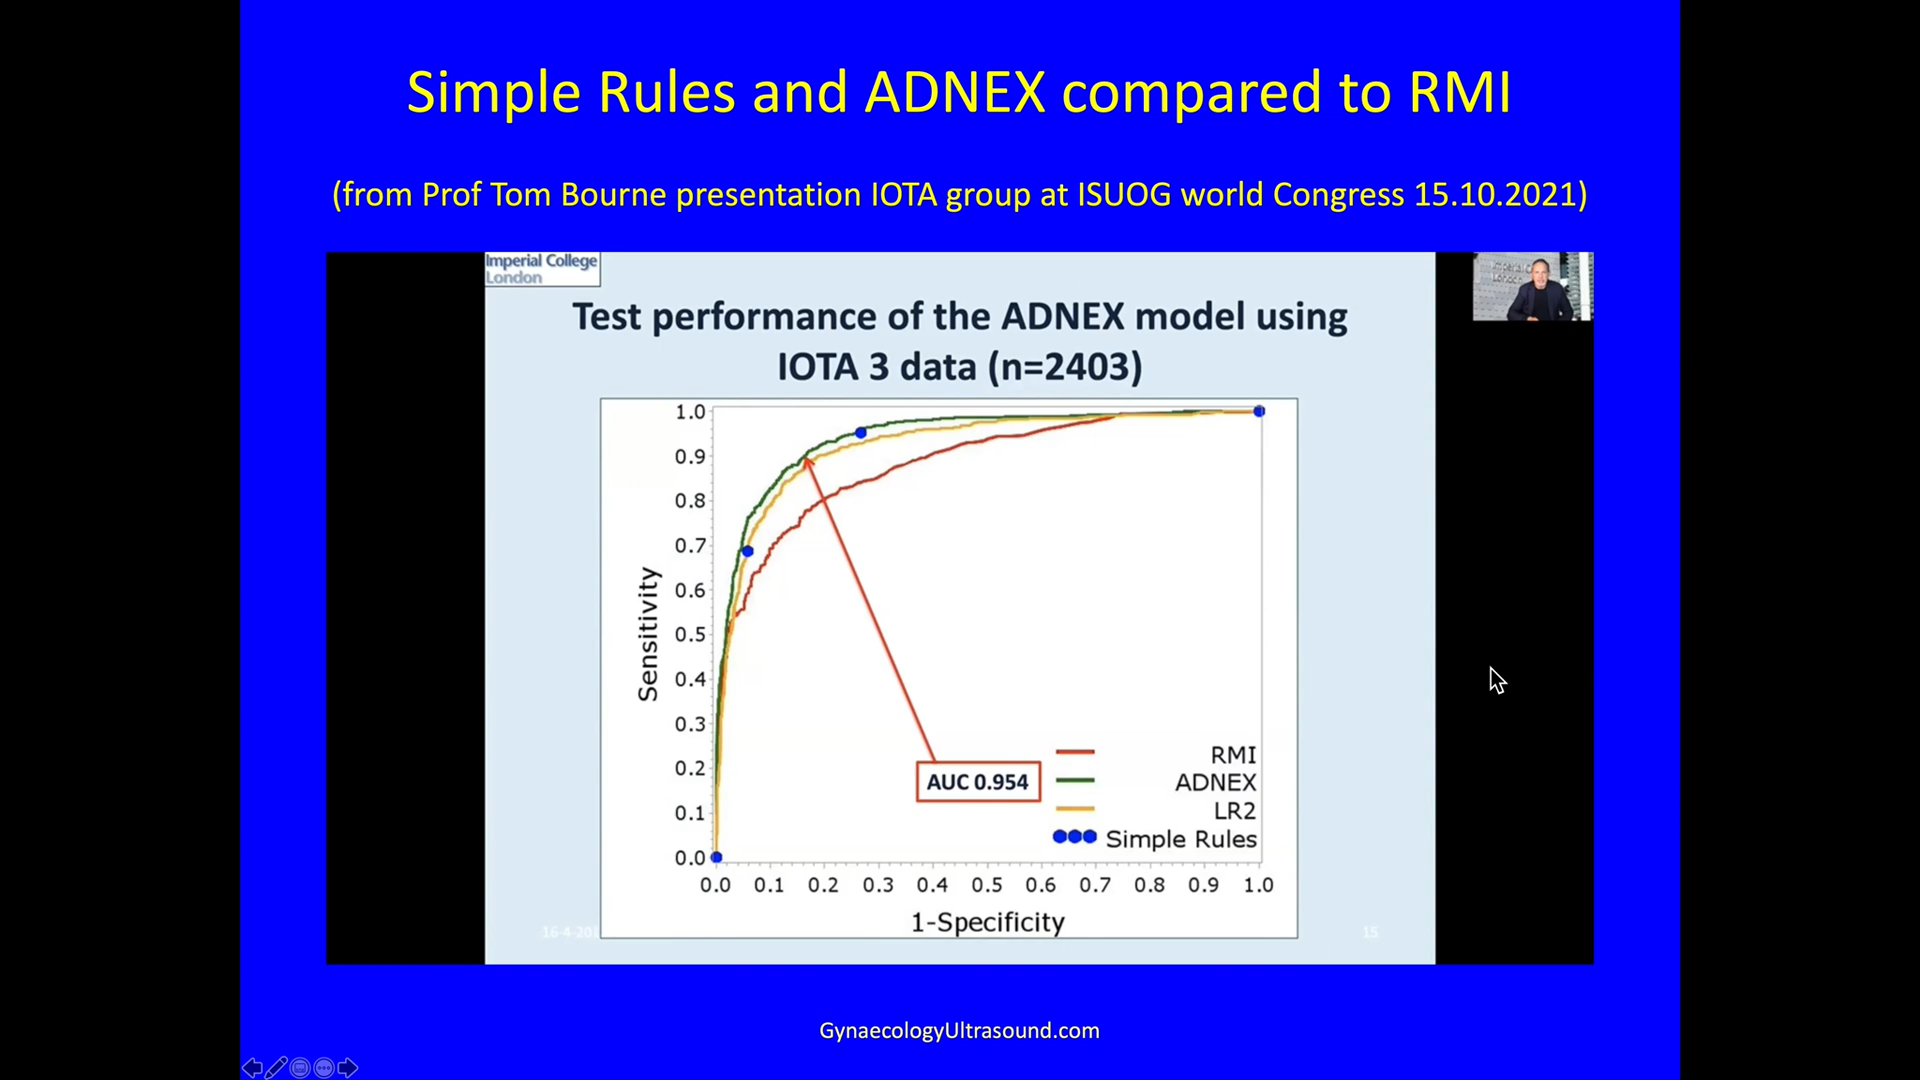 Simple Rules and ADNEX compared to RMI
(from Prof Tom Bourne presentation IOTA group at ISUOG world Congress 15.10.2021)
Imperial College
London
Test performance of the ADNEX model using
IOTA 3 data (n=2403)
1.0
0.9
0.8
0.7
0.6
0.5
0.4
0.3
0.2
0.1
0.0
Sensitivity
AUC 0.954
RMI
ADNEX
LR2
Simple Rules
0.0 0.1 0.2 0.3 0.4 0.5 0.6 0.7 0.8 0.9 1.0
1-Specificity
15
GynaecologyUltrasound.com